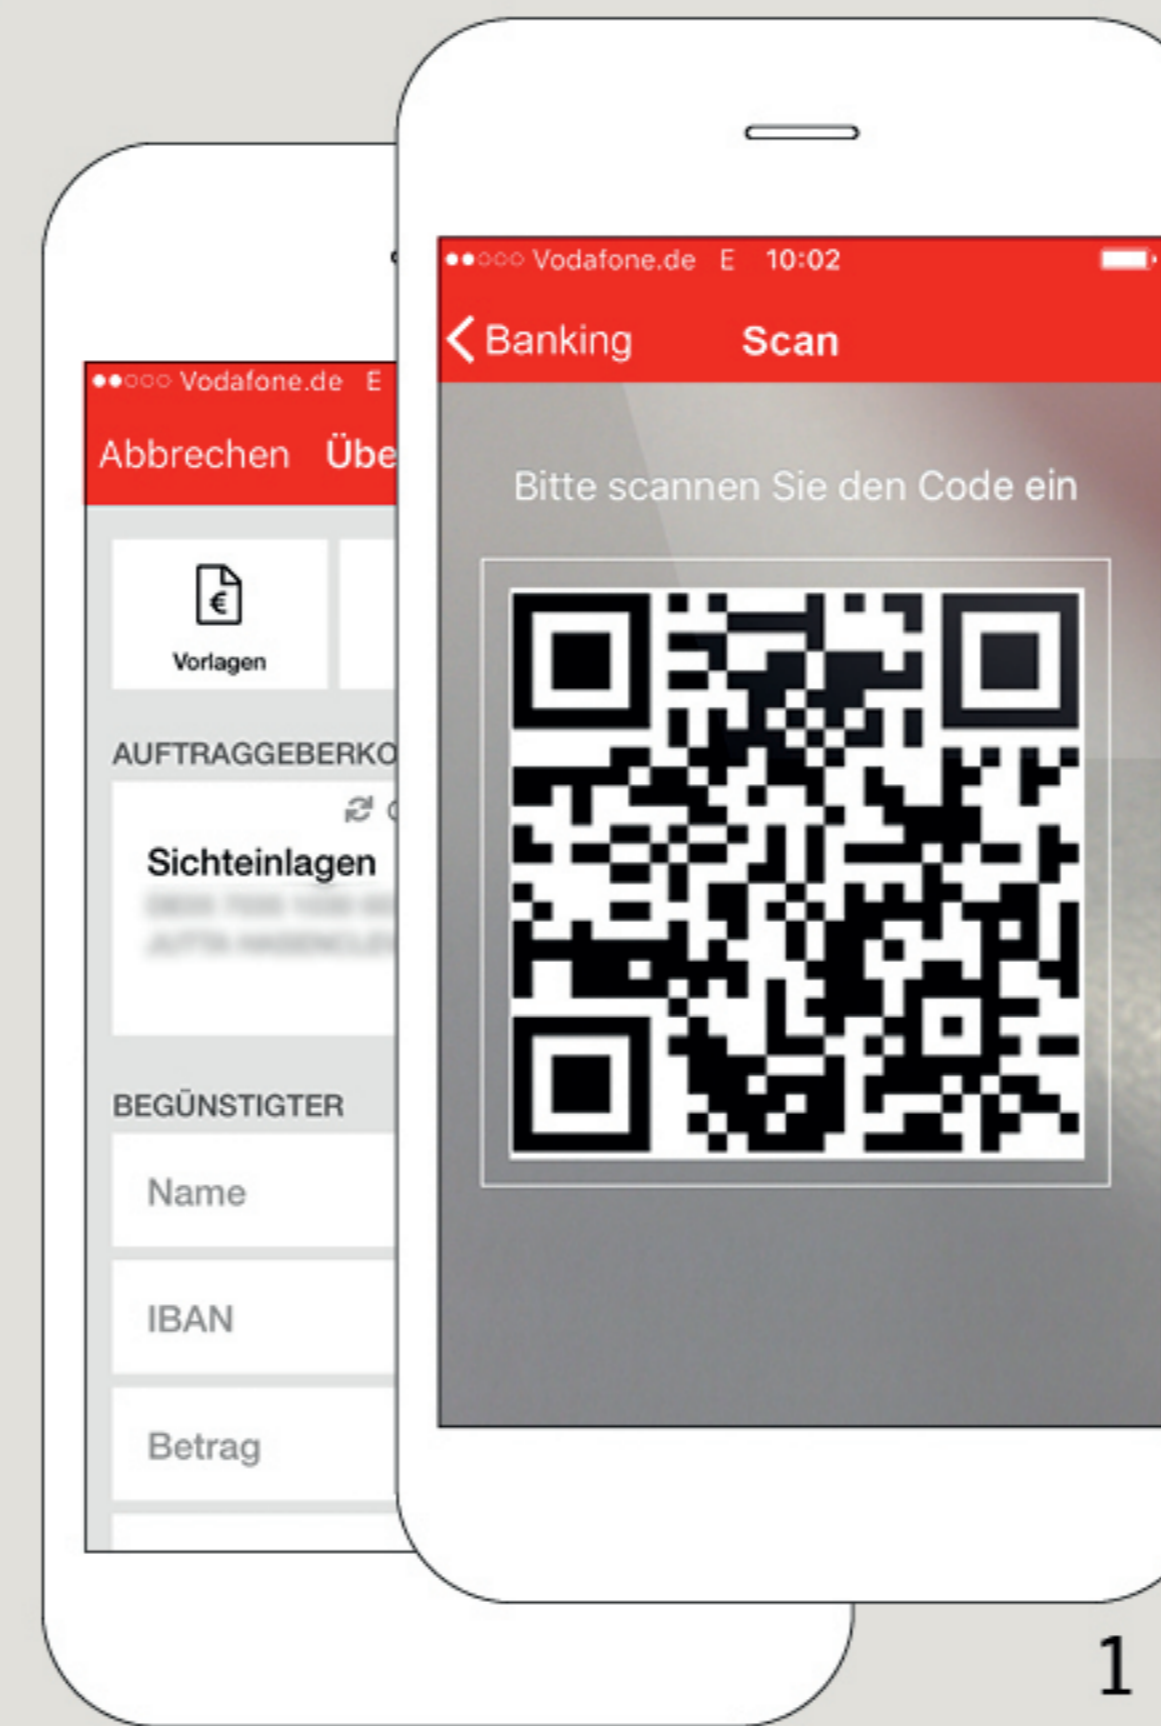 Vodafone.de E 10:02
Banking Scan
Bitte scannen Sie den Code ein
Vodafone.de E
Abbrechen Übe
Vorlagen
AUFTRAGGEBERKO
Sichteinlagen
BEGÜNSTIGTER
Name
IBAN
Betrag
1